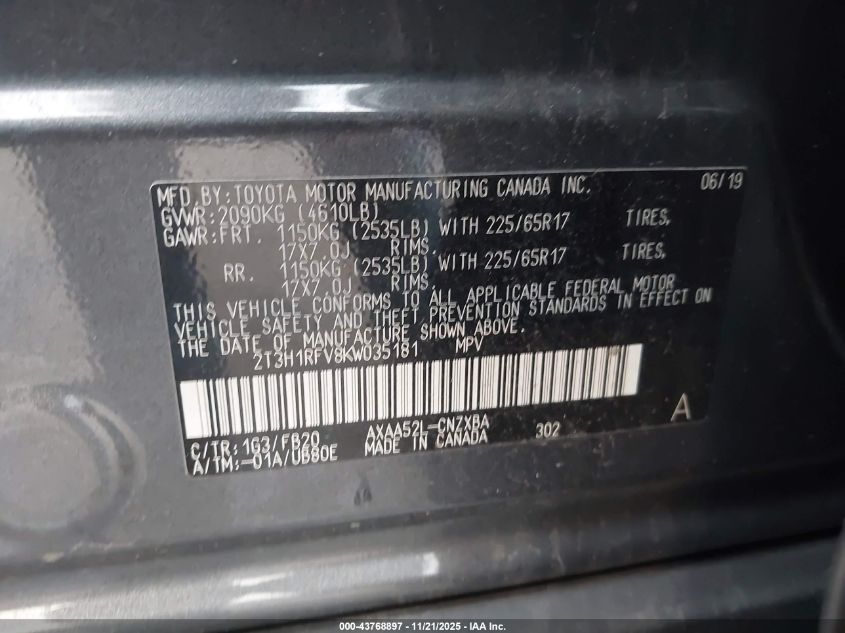 MFD.BY:TOYOTA MOTOR MANUFACTURING CANADA INC. 06/19
GVWR:2090KG (4610LB)
GAWR:FRT. 1150KG (2535LB) WITH 225/65R17 TIRES,
17X7.0J RIMS.
RR. 1150KG (2535LB) WITH 225/65R17 TIRES,
17X7.0J RIMS.
THIS VEHICLE CONFORMS TO ALL APPLICABLE FEDERAL MOTOR
VEHICLE SAFETY AND THEFT PREVENTION STANDARDS IN EFFECT ON
THE DATE OF MANUFACTURE SHOWN ABOVE.
2T3H1RFV8KW035181 MPV
A
C/TR:1G3/FB20 AXAA52L-CNZXBA 302
A/TM:-01A/UB80E MADE IN CANADA
000-43768897 - 11/21/2025 - IAA Inc.